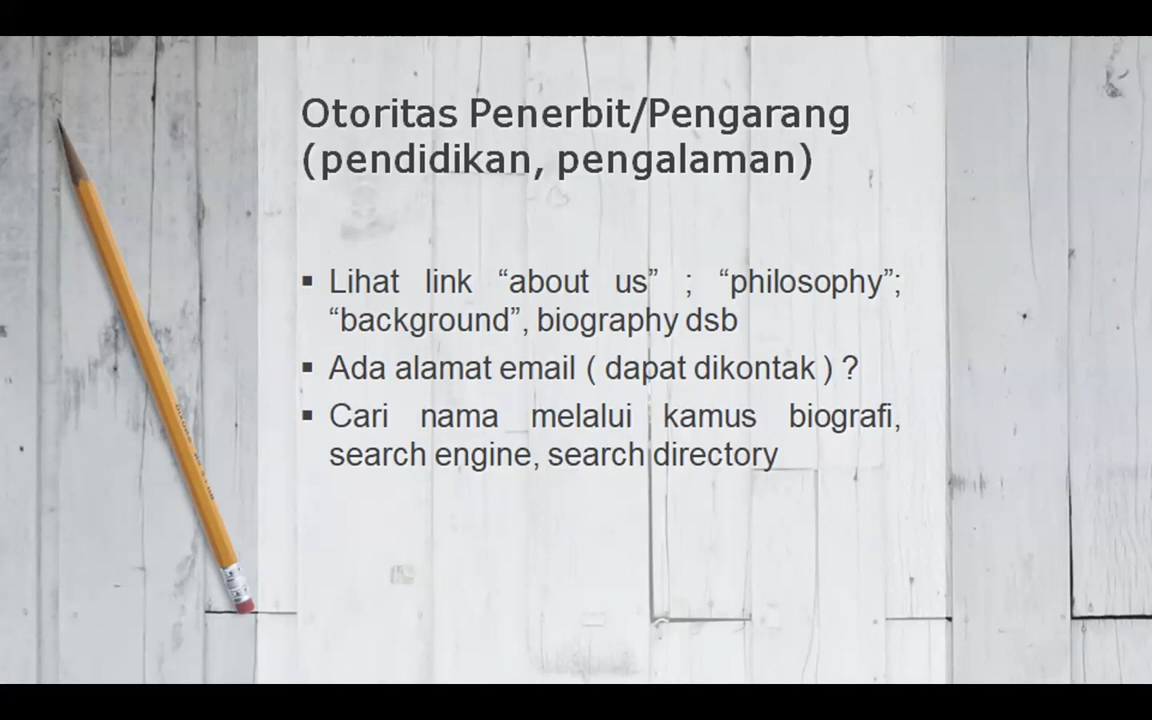 Otoritas Penerbit/Pengarang
(pendidikan, pengalaman)
▪ Lihat link “about us” ; “philosophy”;
“background”, biography dsb
▪ Ada alamat email ( dapat dikontak ) ?
▪ Cari nama melalui kamus biografi,
search engine, search directory